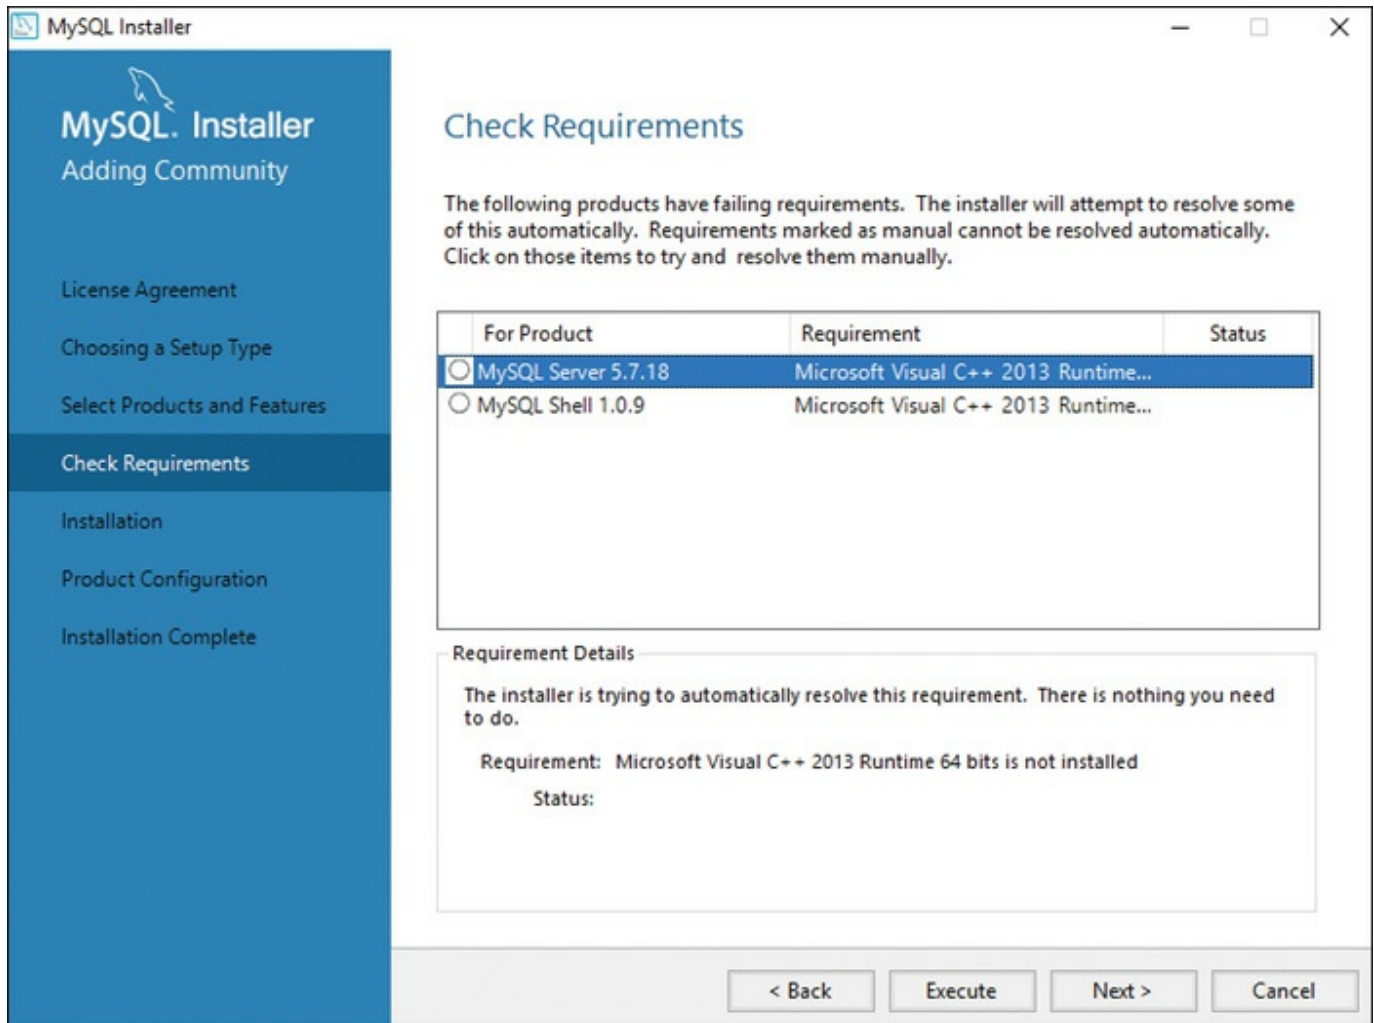 MySQL Installer
MySQL. Installer
Adding Community
License Agreement
Choosing a Setup Type
Select Products and Features
Check Requirements
Installation
Product Configuration
Installation Complete
Check Requirements
The following products have failing requirements.  The installer will attempt to resolve some
of this automatically.  Requirements marked as manual cannot be resolved automatically.
Click on those items to try and  resolve them manually.
For Product Requirement Status
MySQL Server 5.7.18 Microsoft Visual C++ 2013 Runtime...
MySQL Shell 1.0.9 Microsoft Visual C++ 2013 Runtime...
Requirement Details
The installer is trying to automatically resolve this requirement.  There is nothing you need
to do.
Requirement: Microsoft Visual C++ 2013 Runtime 64 bits is not installed
Status:
< Back Execute Next > Cancel